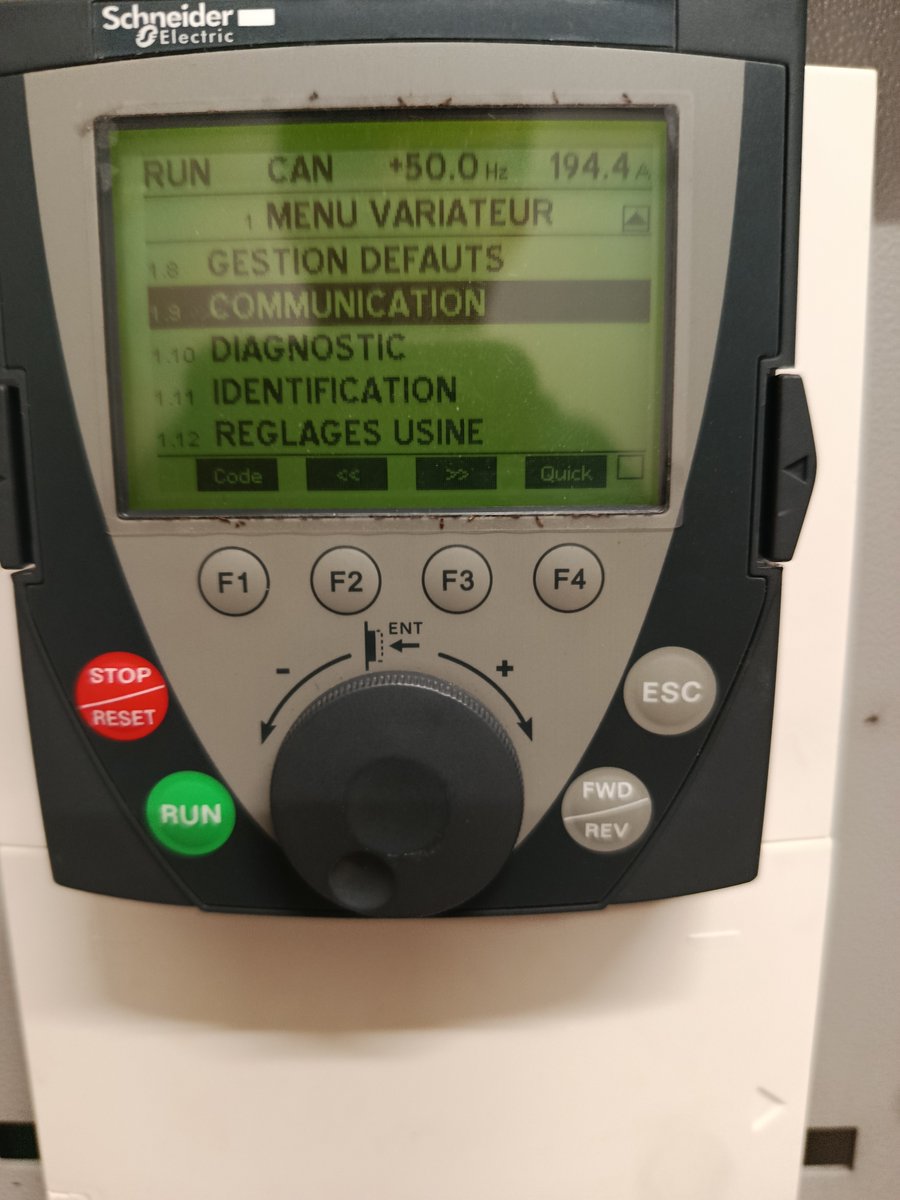 Schneider
Electric
RUN CAN +50.0 Hz 194.4 A
1 MENU VARIATEUR
1.8 GESTION DEFAUTS
1.9 COMMUNICATION
1.10 DIAGNOSTIC
1.11 IDENTIFICATION
1.12 REGLAGES USINE
Code << >> Quick
F1 F2 F3 F4
ENT
- +
STOP
RESET
ESC
RUN
FWD
REV